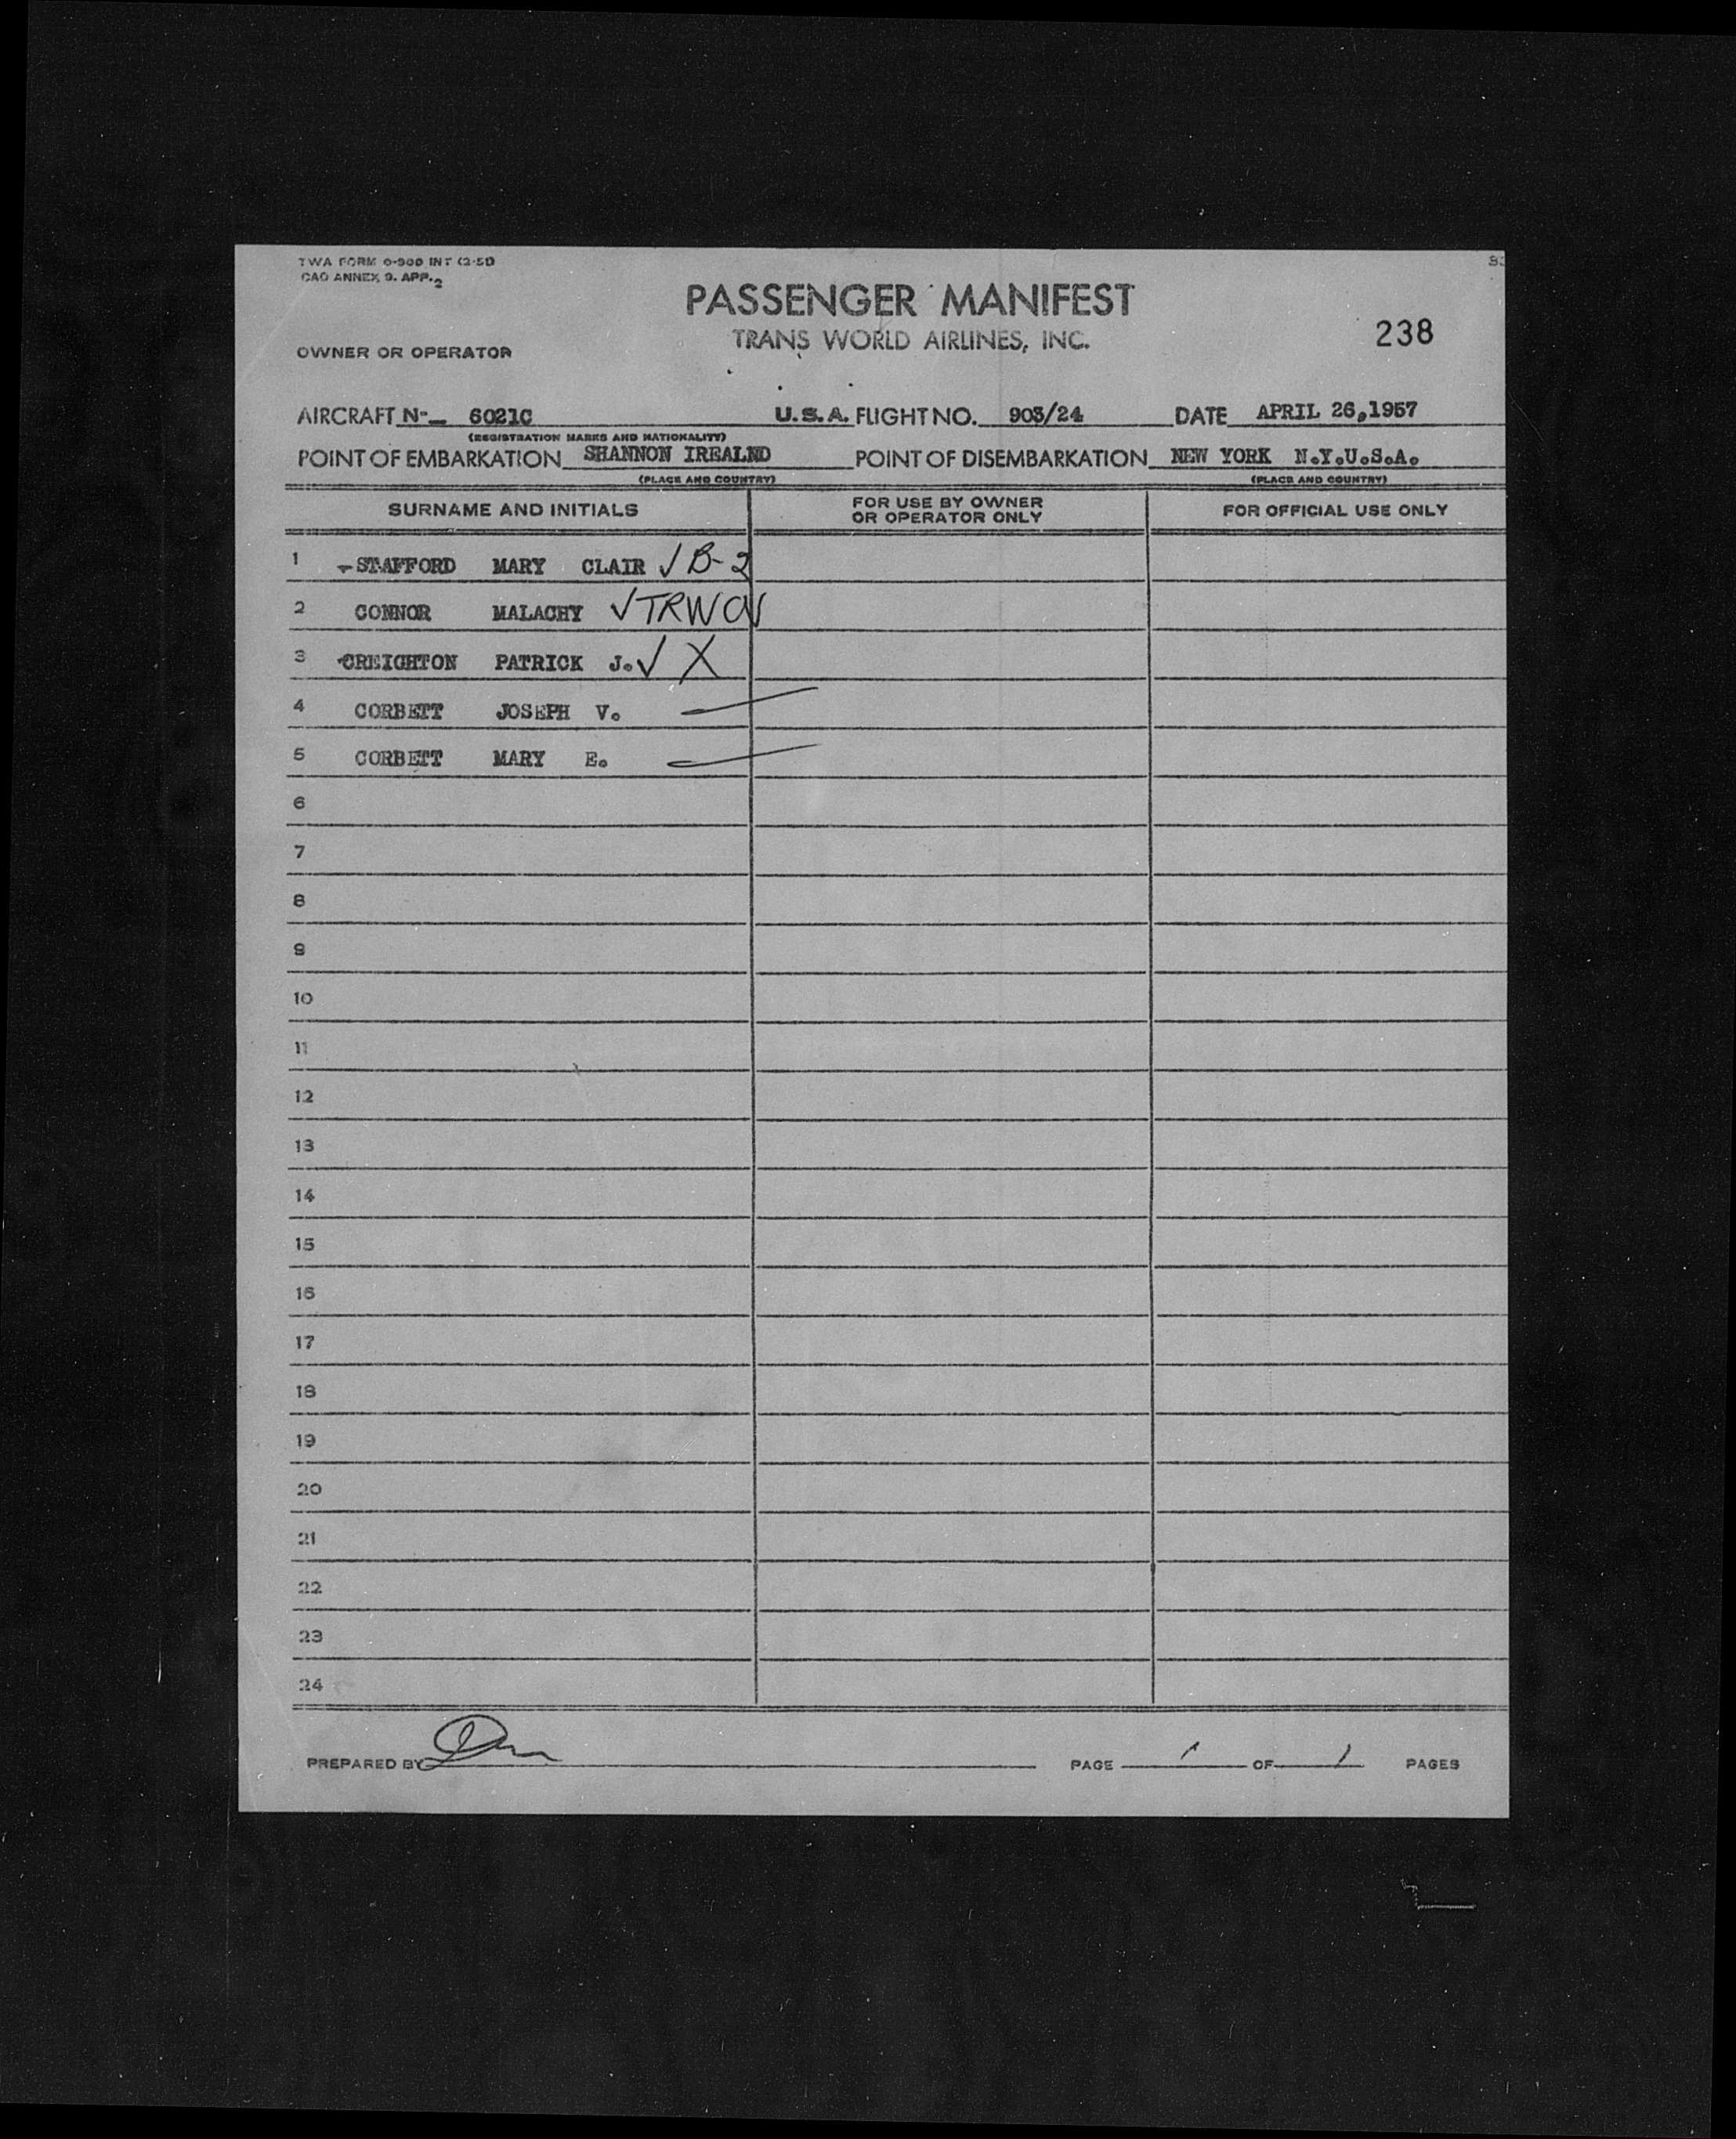 TWA FORM 0-900 INT (2-51)
CAO ANNEX 9. APP. 2
PASSENGER MANIFEST
TRANS WORLD AIRLINES, INC.
238
OWNER OR OPERATOR
AIRCRAFT N-_ 6021C U.S.A. FLIGHT NO. 903/24 DATE APRIL 26,1957
(REGISTRATION MARKS AND NATIONALITY)
POINT OF EMBARKATION SHANNON IREALND POINT OF DISEMBARKATION NEW YORK N.Y.U.S.A.
(PLACE AND COUNTRY) (PLACE AND COUNTRY)
SURNAME AND INITIALS FOR USE BY OWNER OR OPERATOR ONLY FOR OFFICIAL USE ONLY
1 -STAFFORD MARY CLAIR ✓ B-2
2 CONNOR MALACHY ✓ TRWOV
3 CREIGHTON PATRICK J. ✓ X
4 CORBETT JOSEPH V.
5 CORBETT MARY E.
6
7
8
9
10
11
12
13
14
15
16
17
18
19
20
21
22
23
24
PREPARED BY PAGE 1 OF 1 PAGES